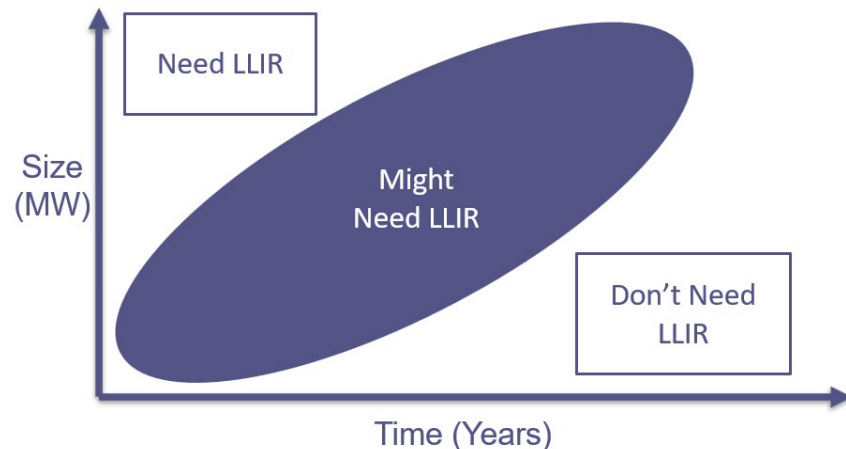 Need LLIR
Size
(MW)
Might
Need LLIR
Don’t Need
LLIR
Time (Years)